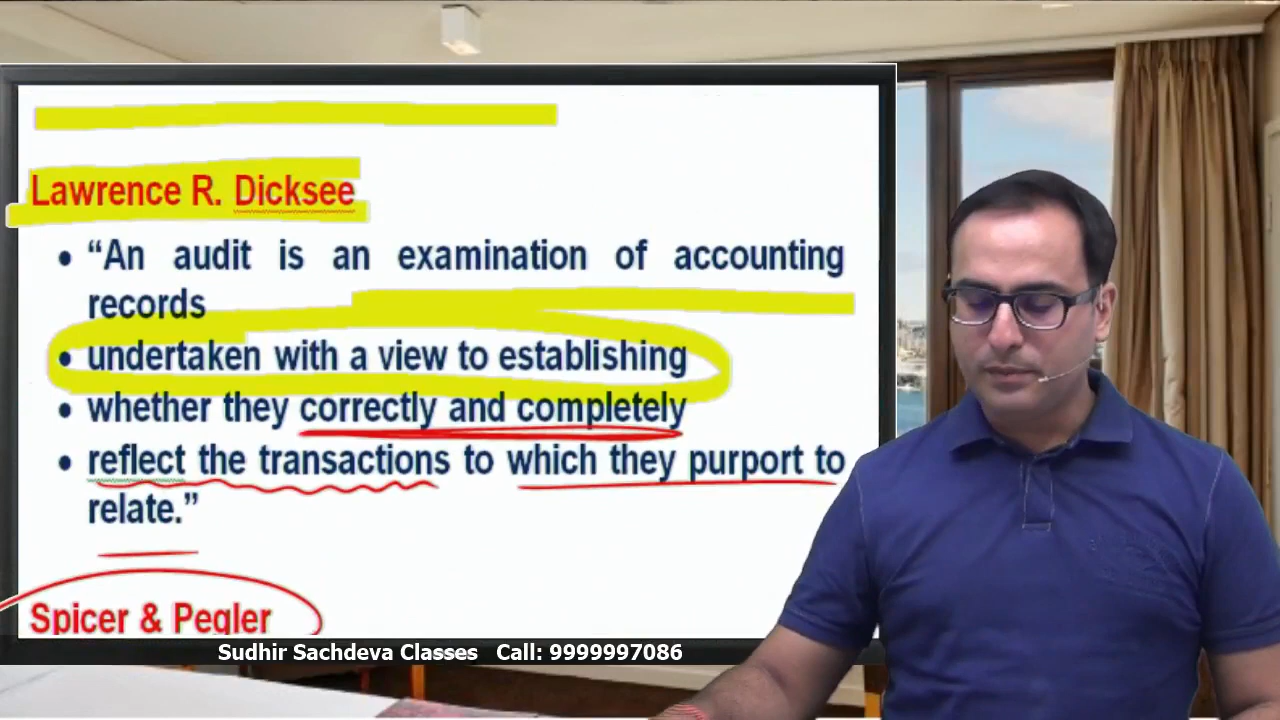 Lawrence R. Dicksee
• “An audit is an examination of accounting
records
• undertaken with a view to establishing
• whether they correctly and completely
• reflect the transactions to which they purport to
relate.”
Spicer & Pegler
Sudhir Sachdeva Classes Call: 9999997086